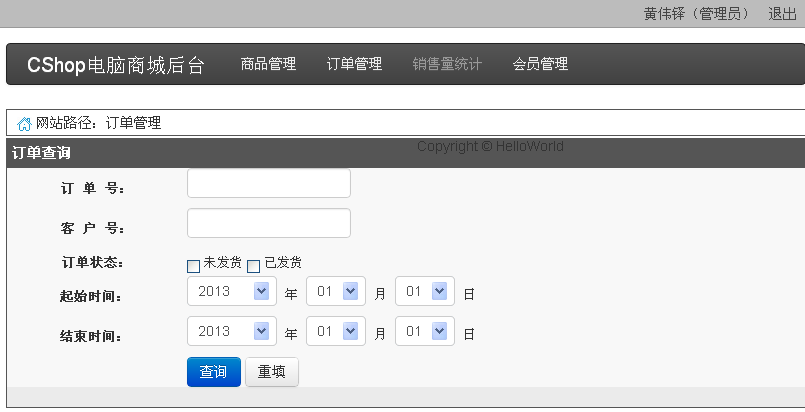 黄伟铎（管理员） 退出
CShop电脑商城后台 商品管理 订单管理 销售量统计 会员管理
网站路径：订单管理
Copyright © HelloWorld
订单查询
订 单 号：
客 户 号：
订单状态： 未发货 已发货
起始时间： 2013 年 01 月 01 日
结束时间： 2013 年 01 月 01 日
查询 重填